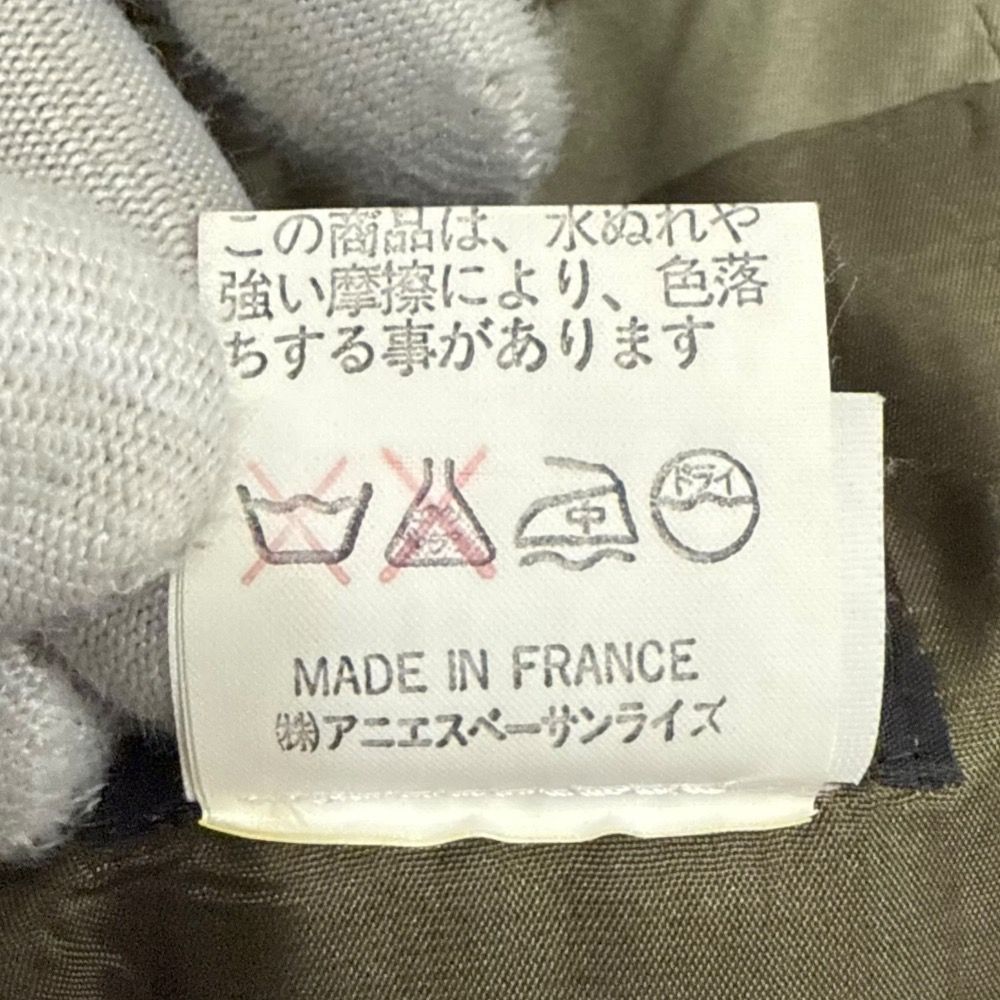 この商品は、水ぬれや
強い摩擦により、色落
ちする事があります
中
ドライ
MADE IN FRANCE
(株)アニエスベーサンライズ